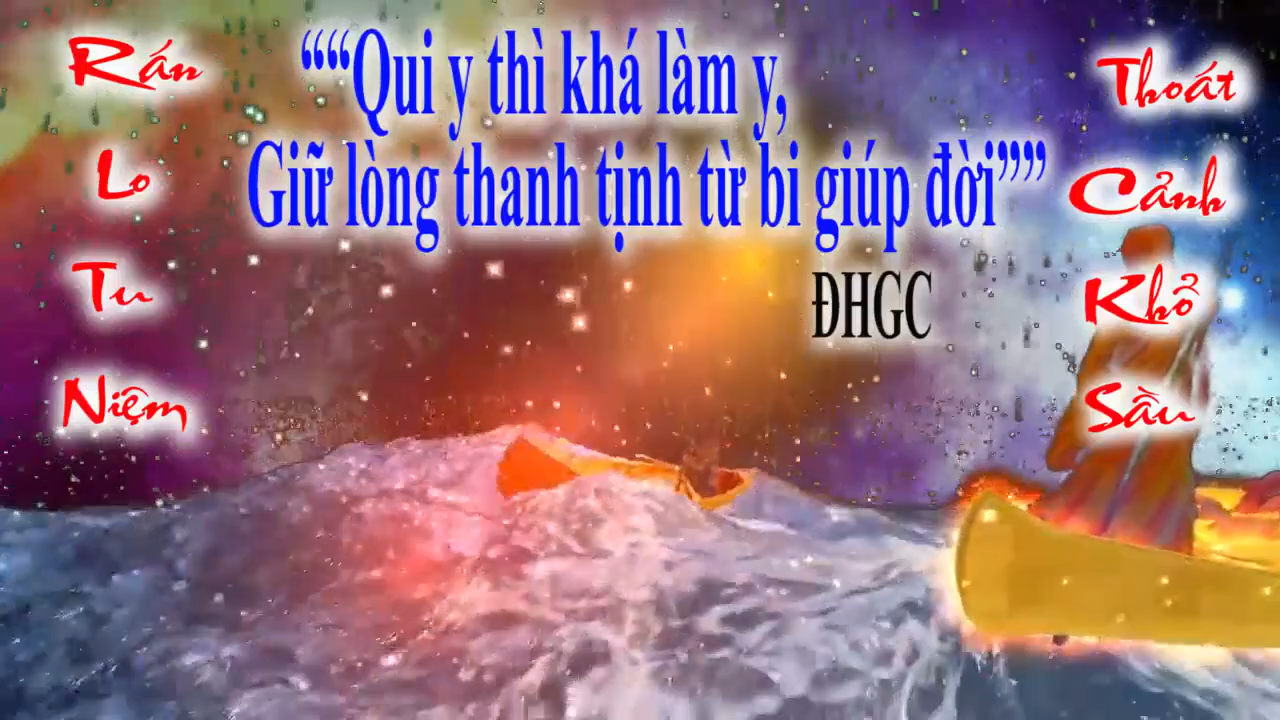 Rán
Lo
Tu
Niệm
““Qui y thì khá làm y,
Giữ lòng thanh tịnh từ bi giúp đời””
ĐHGC
Thoát
Cảnh
Khổ
Sầu